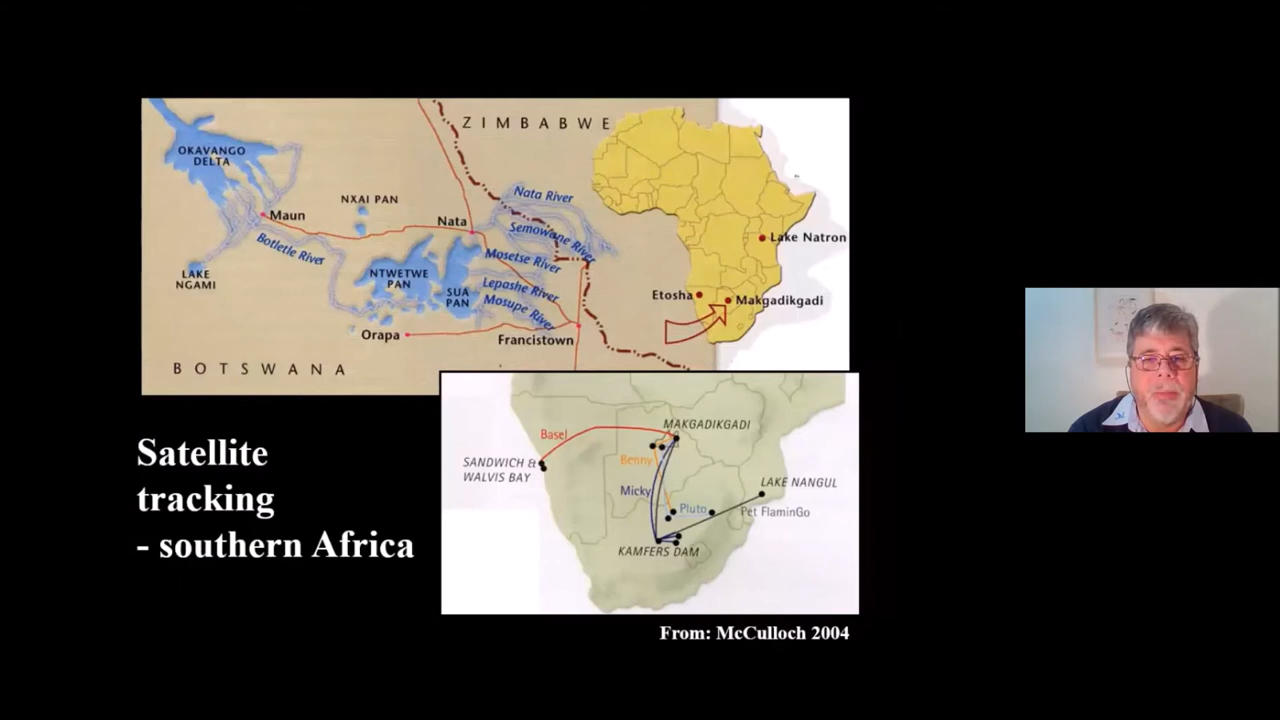 ZIMBABWE
OKAVANGO
DELTA
Nata River
NXAI PAN
Maun
Nata
Semowane River
Botletle River
Mosetse River
Lake Natron
LAKE
NGAMI
NTWETWE
PAN
SUA
PAN
Lepashe River
Mosupe River
Etosha
Makgadikgadi
Orapa
Francistown
BOTSWANA
MAKGADIKGADI
Basel
SANDWICH &
WALVIS BAY
Benny
Micky
LAKE NANGUL
Pluto
Pet FlaminGo
KAMFERS DAM
Satellite
tracking
- southern Africa
From: McCulloch 2004